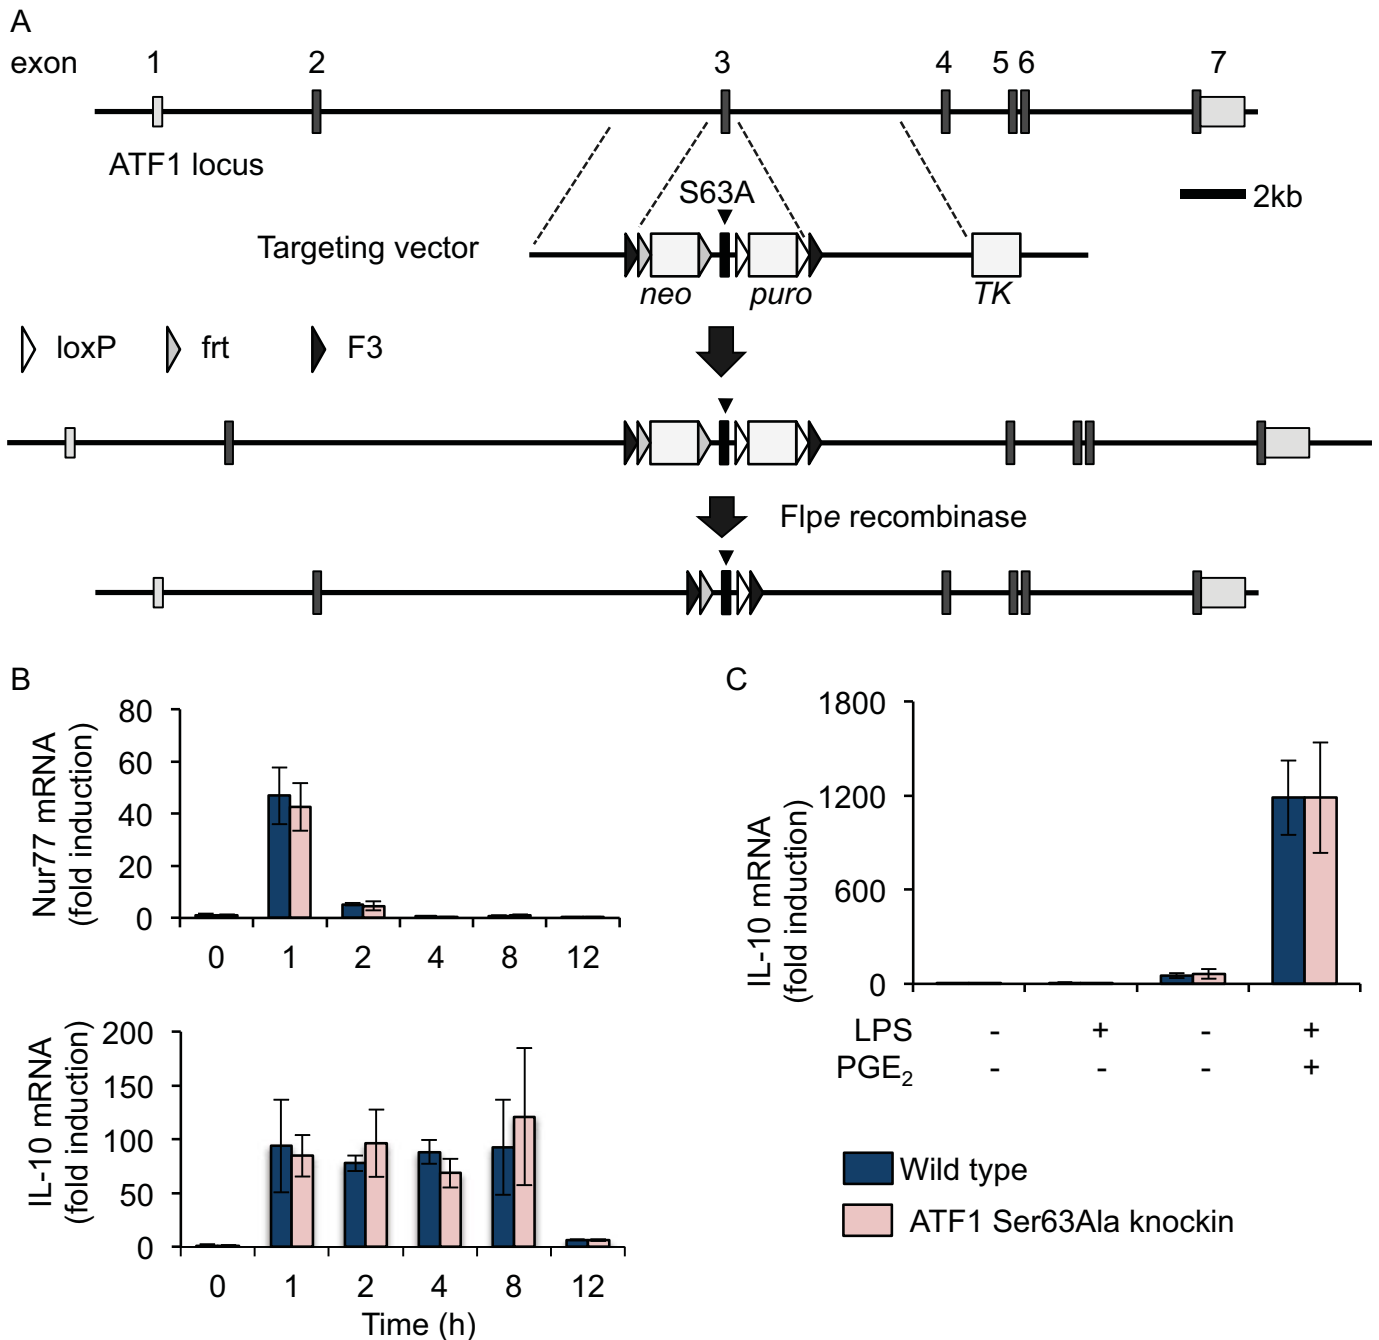 A
exon 1 2 3 4 5 6 7
ATF1 locus
S63A
2kb
Targeting vector
neo puro TK
loxP frt F3
Flpe recombinase
B
Nur77 mRNA
(fold induction)
80
60
40
20
0
0 1 2 4 8 12
IL-10 mRNA
(fold induction)
200
150
100
50
0
0 1 2 4 8 12
Time (h)
C
IL-10 mRNA
(fold induction)
1800
1200
600
0
LPS - + - +
PGE₂ - - - +
Wild type
ATF1 Ser63Ala knockin